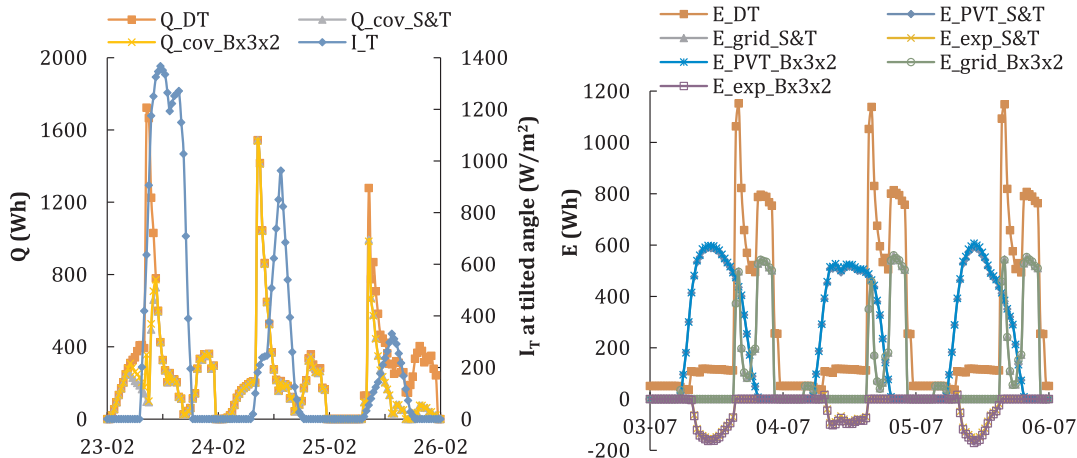 Q_DT Q_cov_S&T
Q_cov_Bx3x2 I_T
2000
1600
1200
800
400
0
Q (Wh)
1400
1200
1000
800
600
400
200
0
I_T at tilted angle (W/m²)
23-02 24-02 25-02 26-02
E_DT E_PVT_S&T
E_grid_S&T E_exp_S&T
E_PVT_Bx3x2 E_grid_Bx3x2
E_exp_Bx3x2
1200
1000
800
600
400
200
0
-200
E (Wh)
03-07 04-07 05-07 06-07